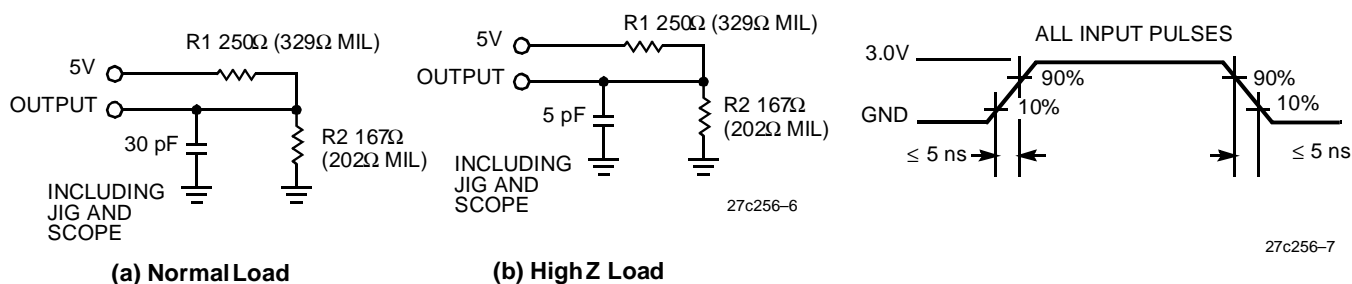 R1 250Ω (329Ω MIL)
5V
OUTPUT
30 pF
R2 167Ω
(202Ω MIL)
INCLUDING
JIG AND
SCOPE
(a) Normal Load
R1 250Ω (329Ω MIL)
5V
OUTPUT
5 pF
R2 167Ω
(202Ω MIL)
INCLUDING
JIG AND
SCOPE
27c256–6
(b) High Z Load
ALL INPUT PULSES
3.0V
90%
90%
10%
10%
GND
≤ 5 ns
≤ 5 ns
27c256–7